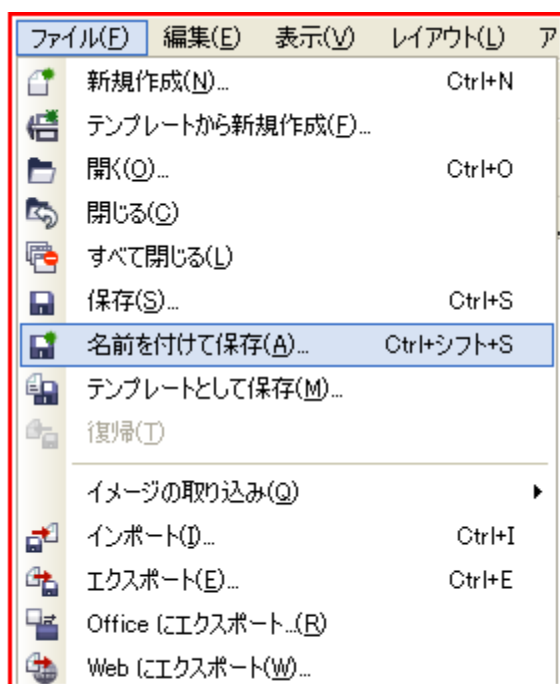 ファイル(F) 編集(E) 表示(V) レイアウト(L) ア
新規作成(N)... Ctrl+N
テンプレートから新規作成(F)...
開く(O)... Ctrl+O
閉じる(C)
すべて閉じる(L)
保存(S)... Ctrl+S
名前を付けて保存(A)... Ctrl+シフト+S
テンプレートとして保存(M)...
復帰(T)
イメージの取り込み(Q)
インポート(I)... Ctrl+I
エクスポート(E)... Ctrl+E
Office にエクスポート...(R)
Web にエクスポート(W)...